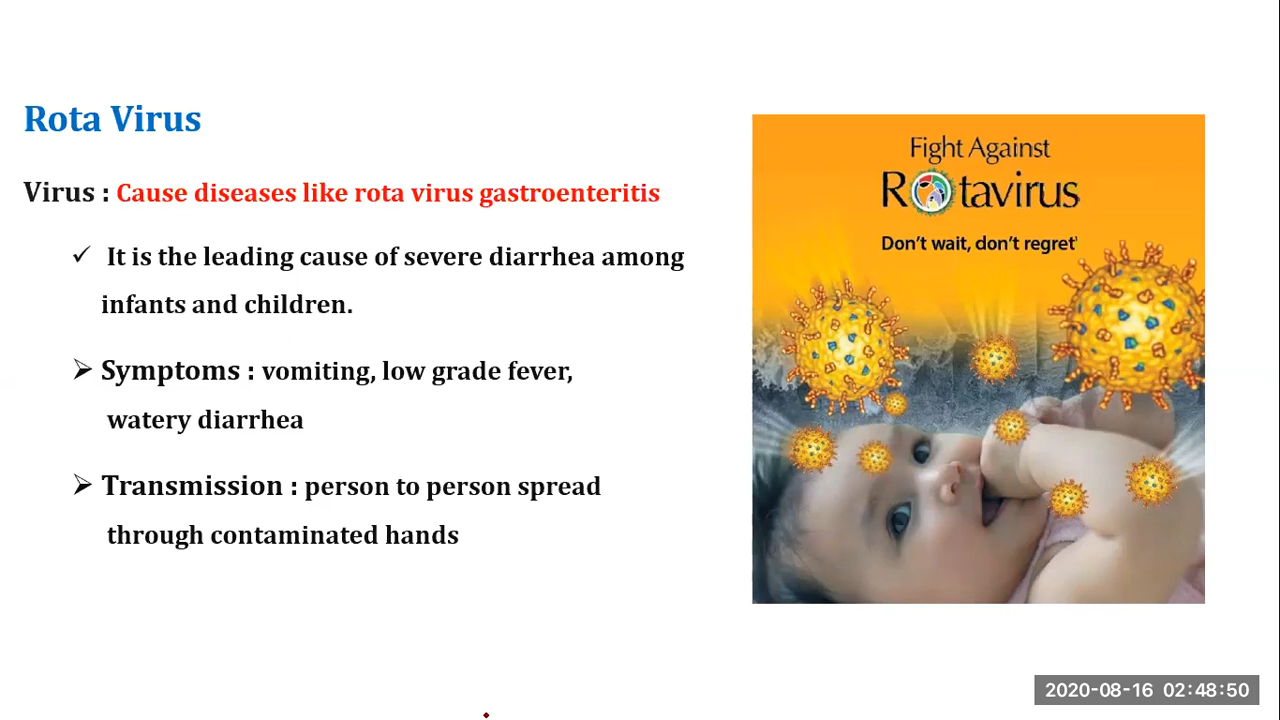 Rota Virus
Virus : Cause diseases like rota virus gastroenteritis
✓ It is the leading cause of severe diarrhea among
infants and children.
➢ Symptoms : vomiting, low grade fever,
watery diarrhea
➢ Transmission : person to person spread
through contaminated hands
Fight Against
Rotavirus
Don't wait, don't regret'
2020-08-16 02:48:50